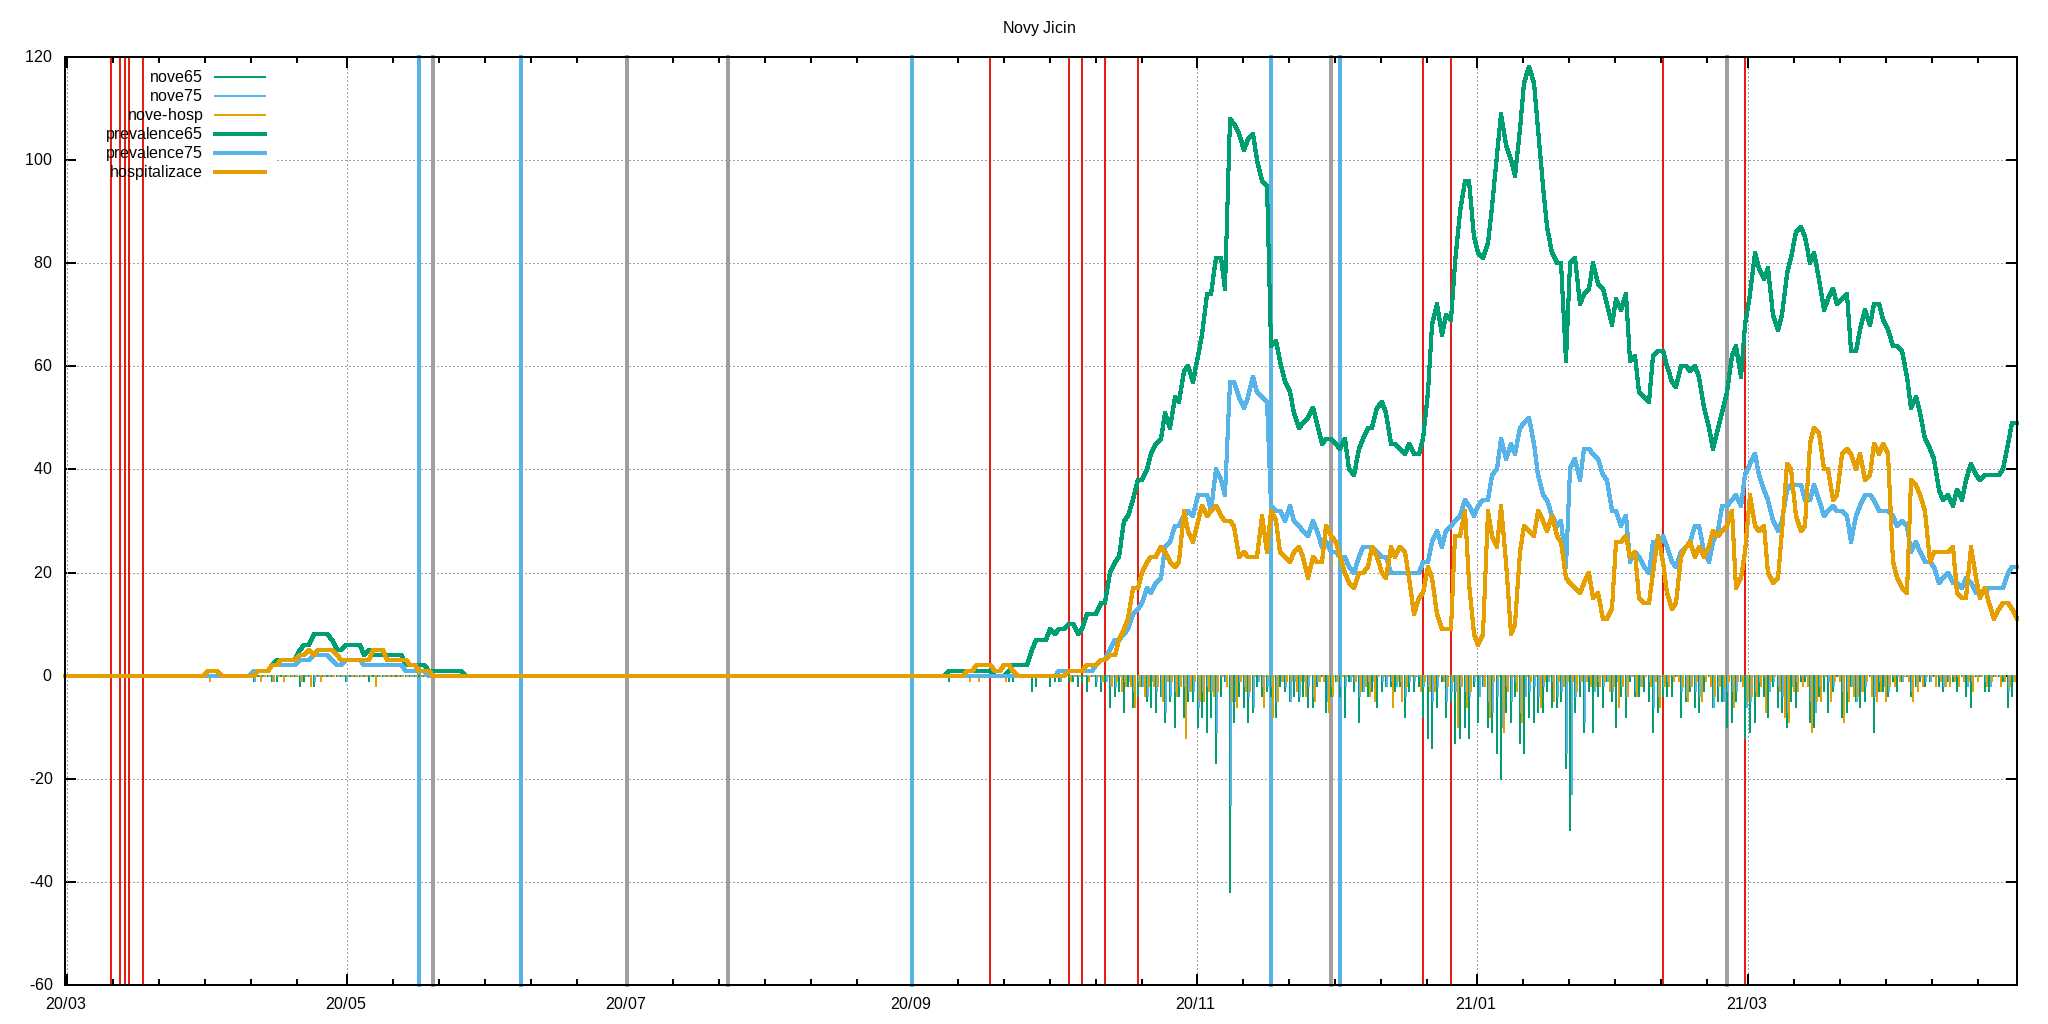 Novy Jicin
120
100
80
60
40
20
0
-20
-40
-60
nove65
nove75
nove-hosp
prevalence65
prevalence75
hospitalizace
20/03 20/05 20/07 20/09 20/11 21/01 21/03